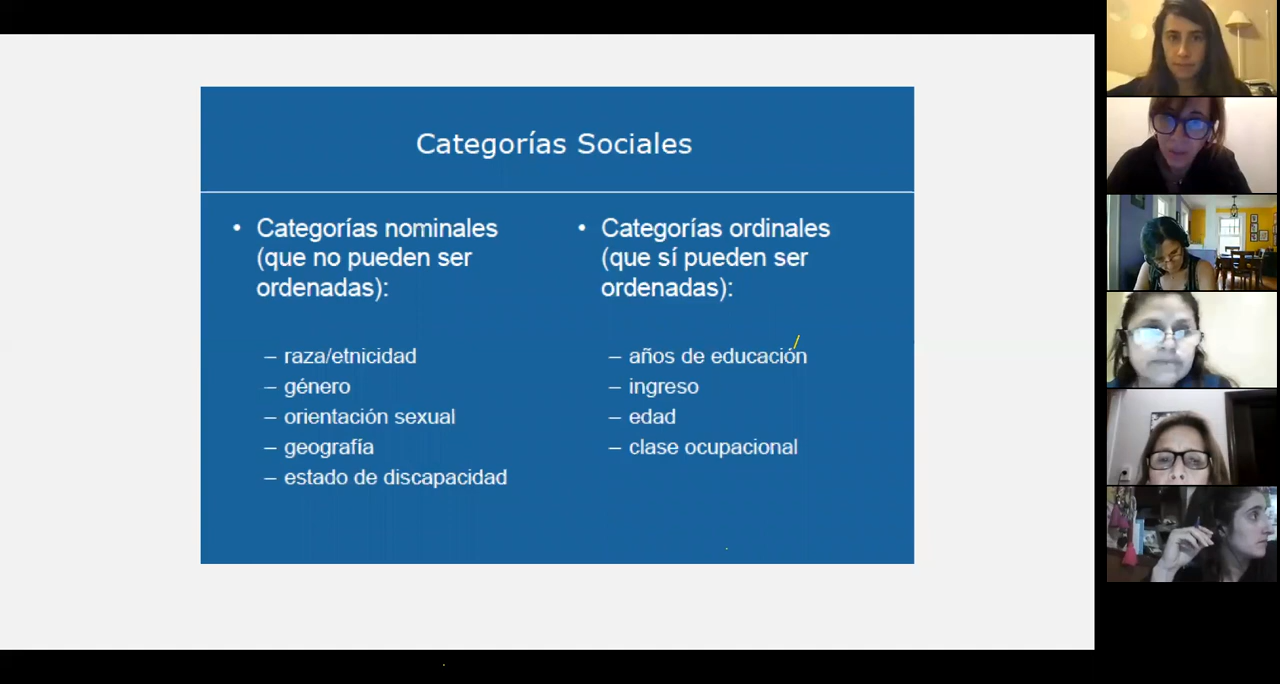 Categorías Sociales
• Categorías nominales
(que no pueden ser
ordenadas):
– raza/etnicidad
– género
– orientación sexual
– geografía
– estado de discapacidad
• Categorías ordinales
(que sí pueden ser
ordenadas):
– años de educación
– ingreso
– edad
– clase ocupacional